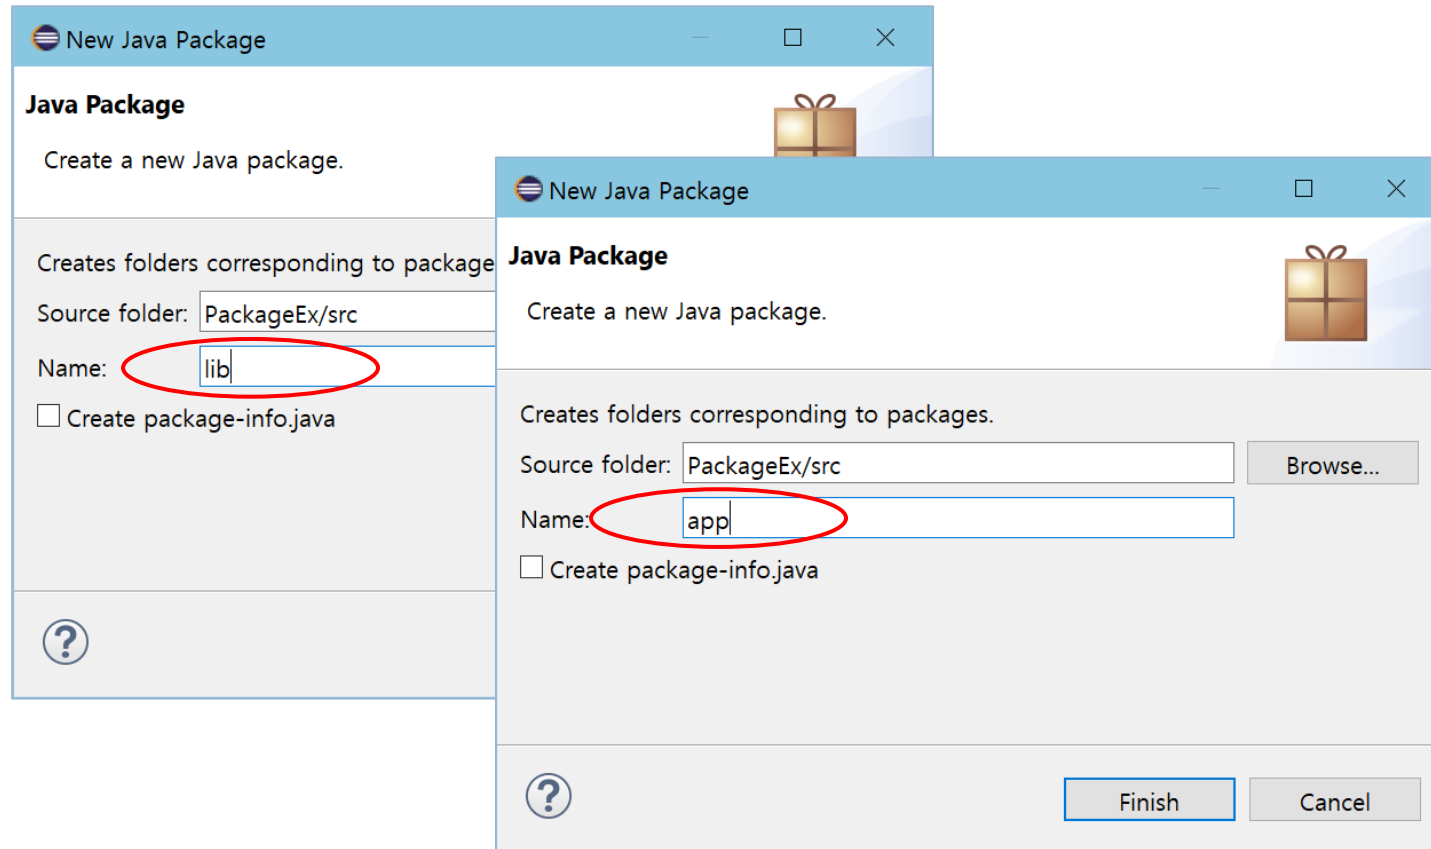 New Java Package
Java Package
Create a new Java package.
Creates folders corresponding to package
Source folder: PackageEx/src
Name: lib
Create package-info.java
?
New Java Package
Java Package
Create a new Java package.
Creates folders corresponding to packages.
Source folder: PackageEx/src Browse...
Name: app
Create package-info.java
?
Finish Cancel